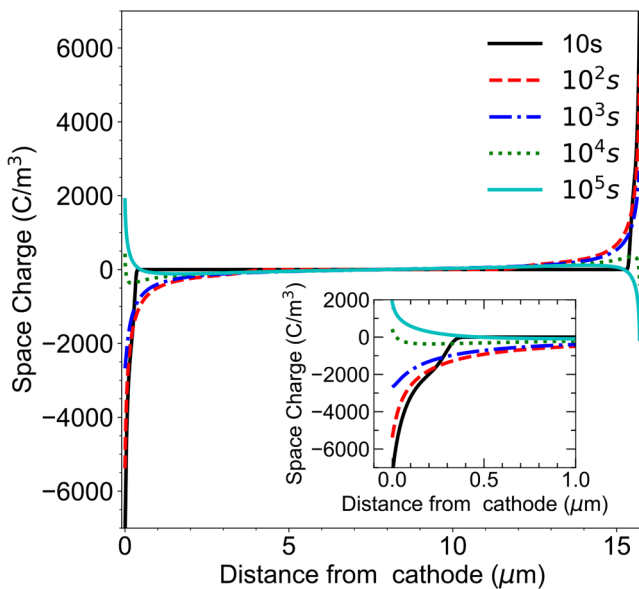 Space Charge (C/m³)
6000
4000
2000
0
−2000
−4000
−6000
10s
10²s
10³s
10⁴s
10⁵s
Space Charge (C/m³)
2000
0
−2000
−4000
−6000
0.0 0.5 1.0
Distance from cathode (μm)
0 5 10 15
Distance from cathode (μm)